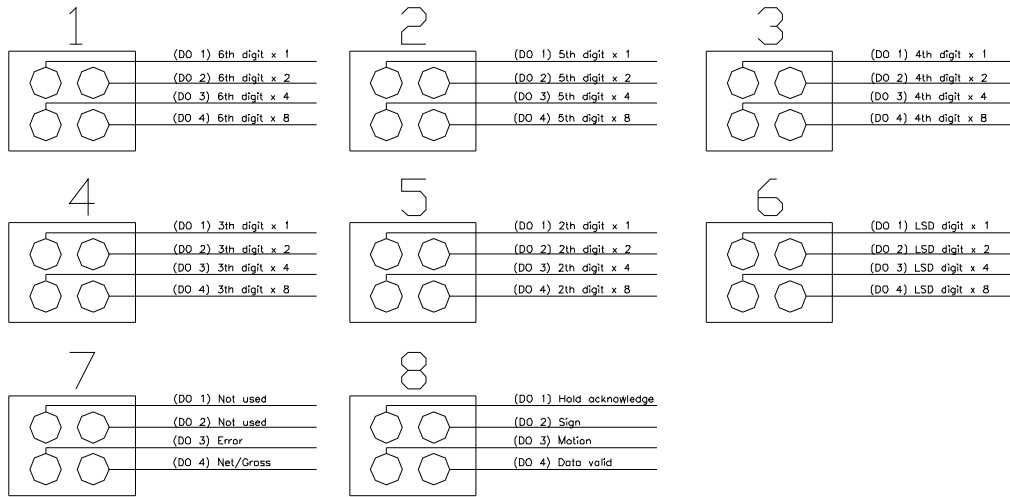 1
(DO 1) 6th digit x 1
(DO 2) 6th digit x 2
(DO 3) 6th digit x 4
(DO 4) 6th digit x 8
2
(DO 1) 5th digit x 1
(DO 2) 5th digit x 2
(DO 3) 5th digit x 4
(DO 4) 5th digit x 8
3
(DO 1) 4th digit x 1
(DO 2) 4th digit x 2
(DO 3) 4th digit x 4
(DO 4) 4th digit x 8
4
(DO 1) 3th digit x 1
(DO 2) 3th digit x 2
(DO 3) 3th digit x 4
(DO 4) 3th digit x 8
5
(DO 1) 2th digit x 1
(DO 2) 2th digit x 2
(DO 3) 2th digit x 4
(DO 4) 2th digit x 8
6
(DO 1) LSD digit x 1
(DO 2) LSD digit x 2
(DO 3) LSD digit x 4
(DO 4) LSD digit x 8
7
(DO 1) Not used
(DO 2) Not used
(DO 3) Error
(DO 4) Net/Gross
8
(DO 1) Hold acknowledge
(DO 2) Sign
(DO 3) Motion
(DO 4) Data valid